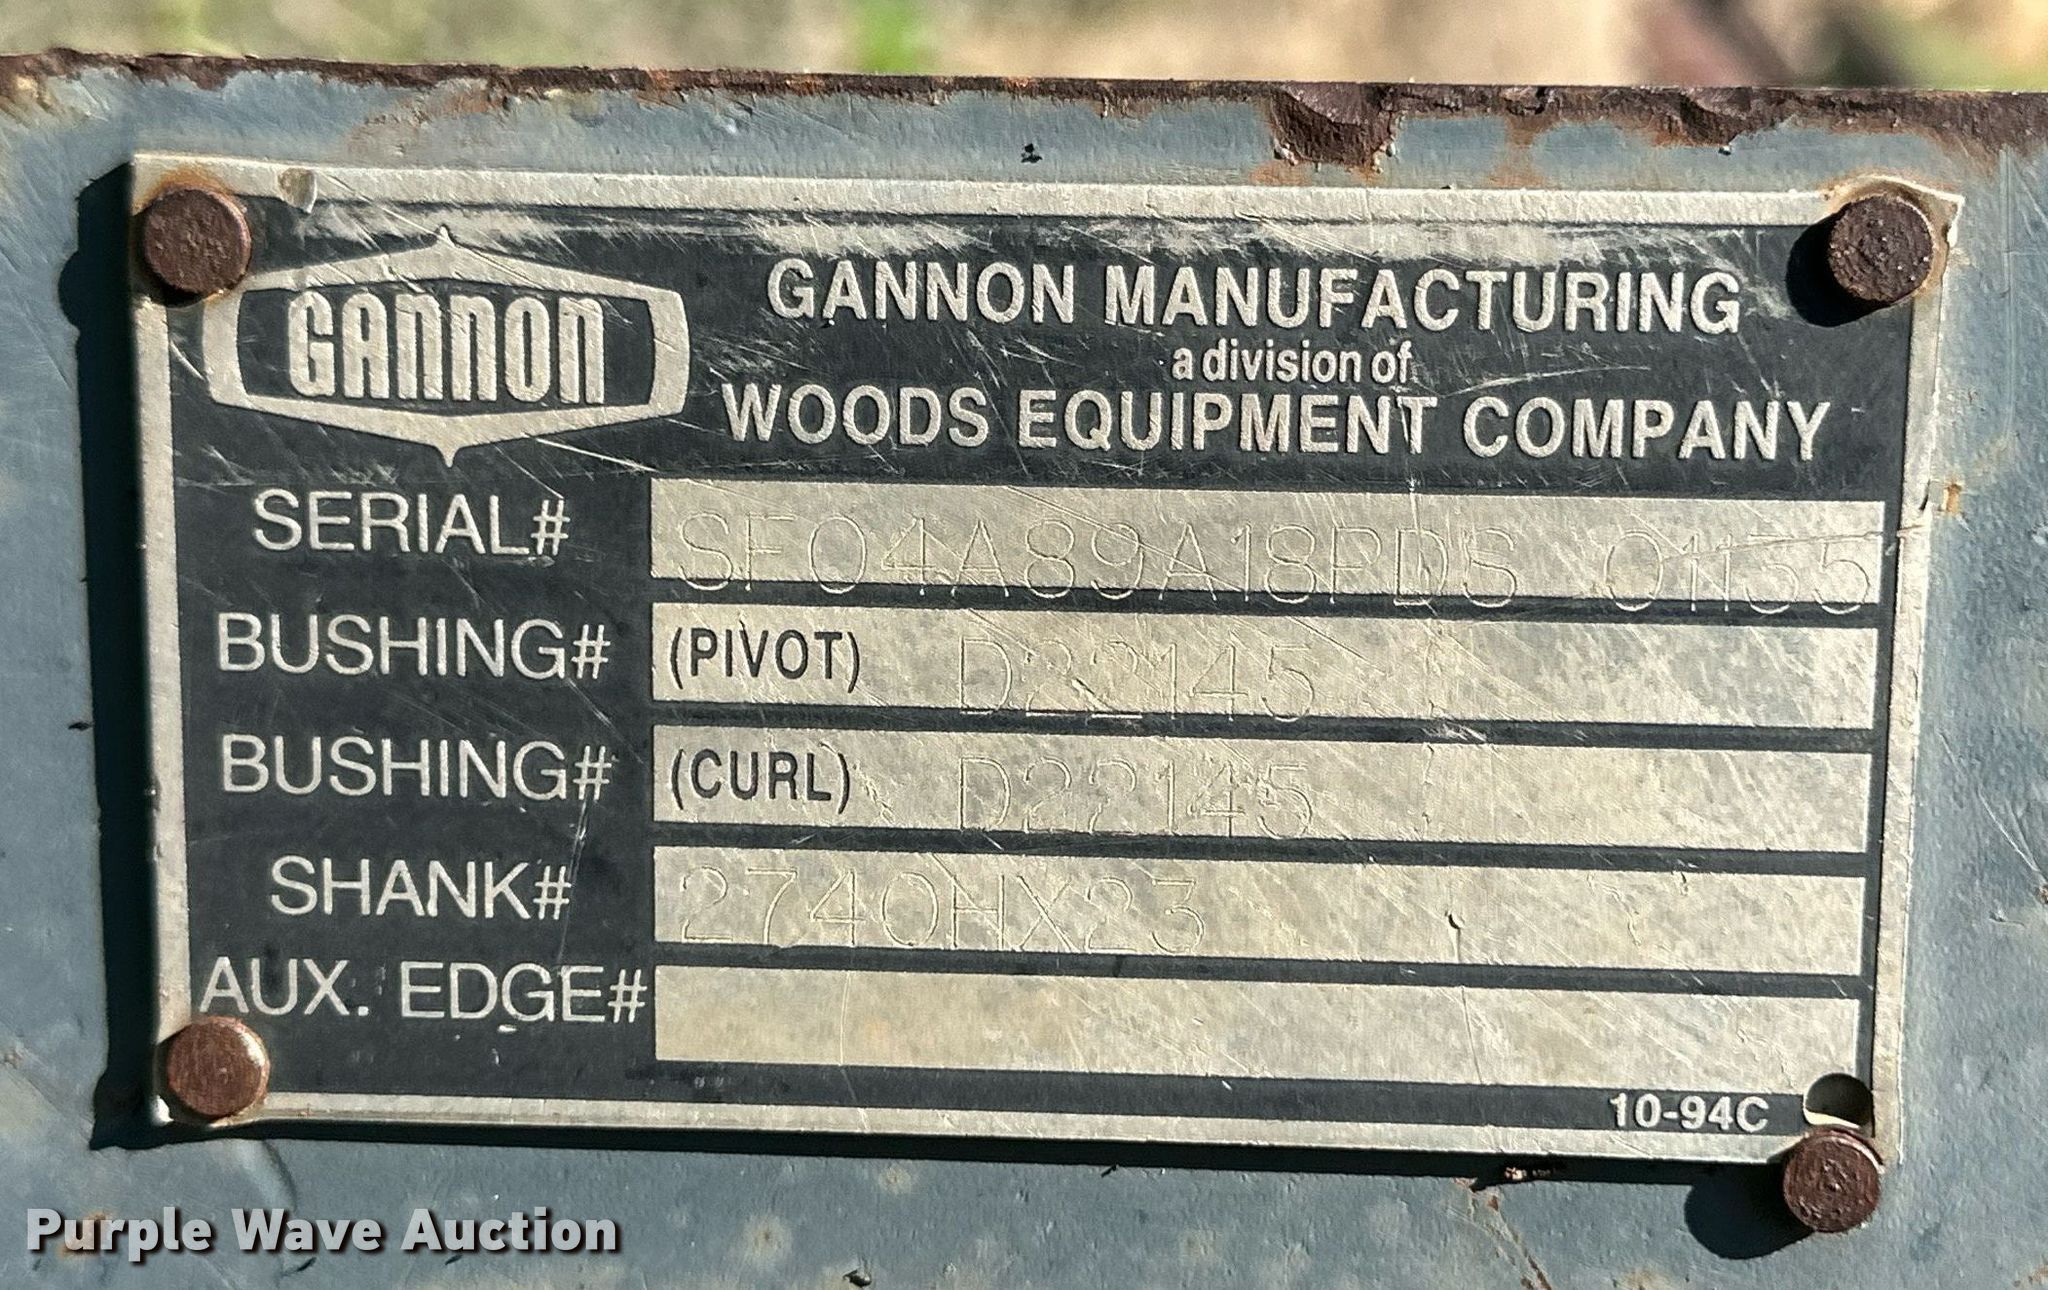 GANNON
GANNON MANUFACTURING
a division of
WOODS EQUIPMENT COMPANY
SERIAL# SF04A89A18PDS 01135
BUSHING# (PIVOT) D22145
BUSHING# (CURL) D22145
SHANK# 2740HX23
AUX. EDGE#
10-94C
Purple Wave Auction